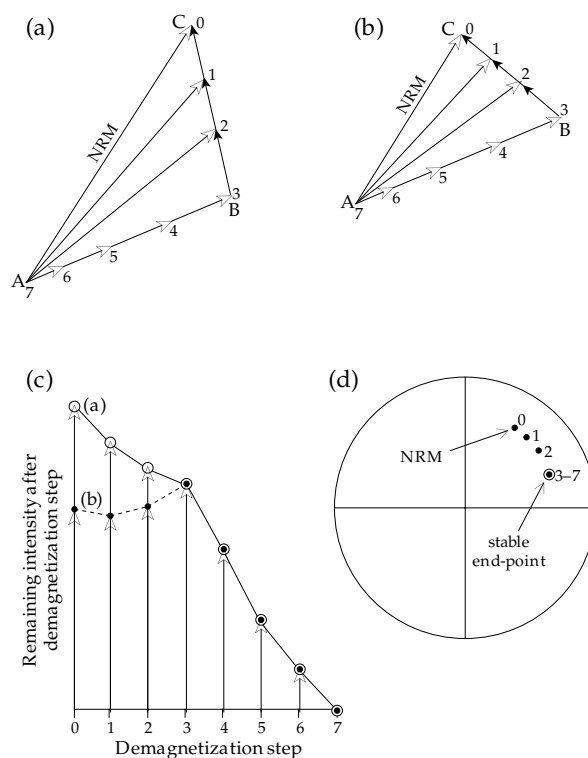 (a)
C 0
1
2
3
B
4
5
6
A
7
NRM
(b)
C 0
1
2
3
B
4
5
6
A
7
NRM
(c)
(a)
(b)
Remaining intensity after
demagnetization step
0 1 2 3 4 5 6 7
Demagnetization step
(d)
0
1
2
3–7
NRM
stable
end-point